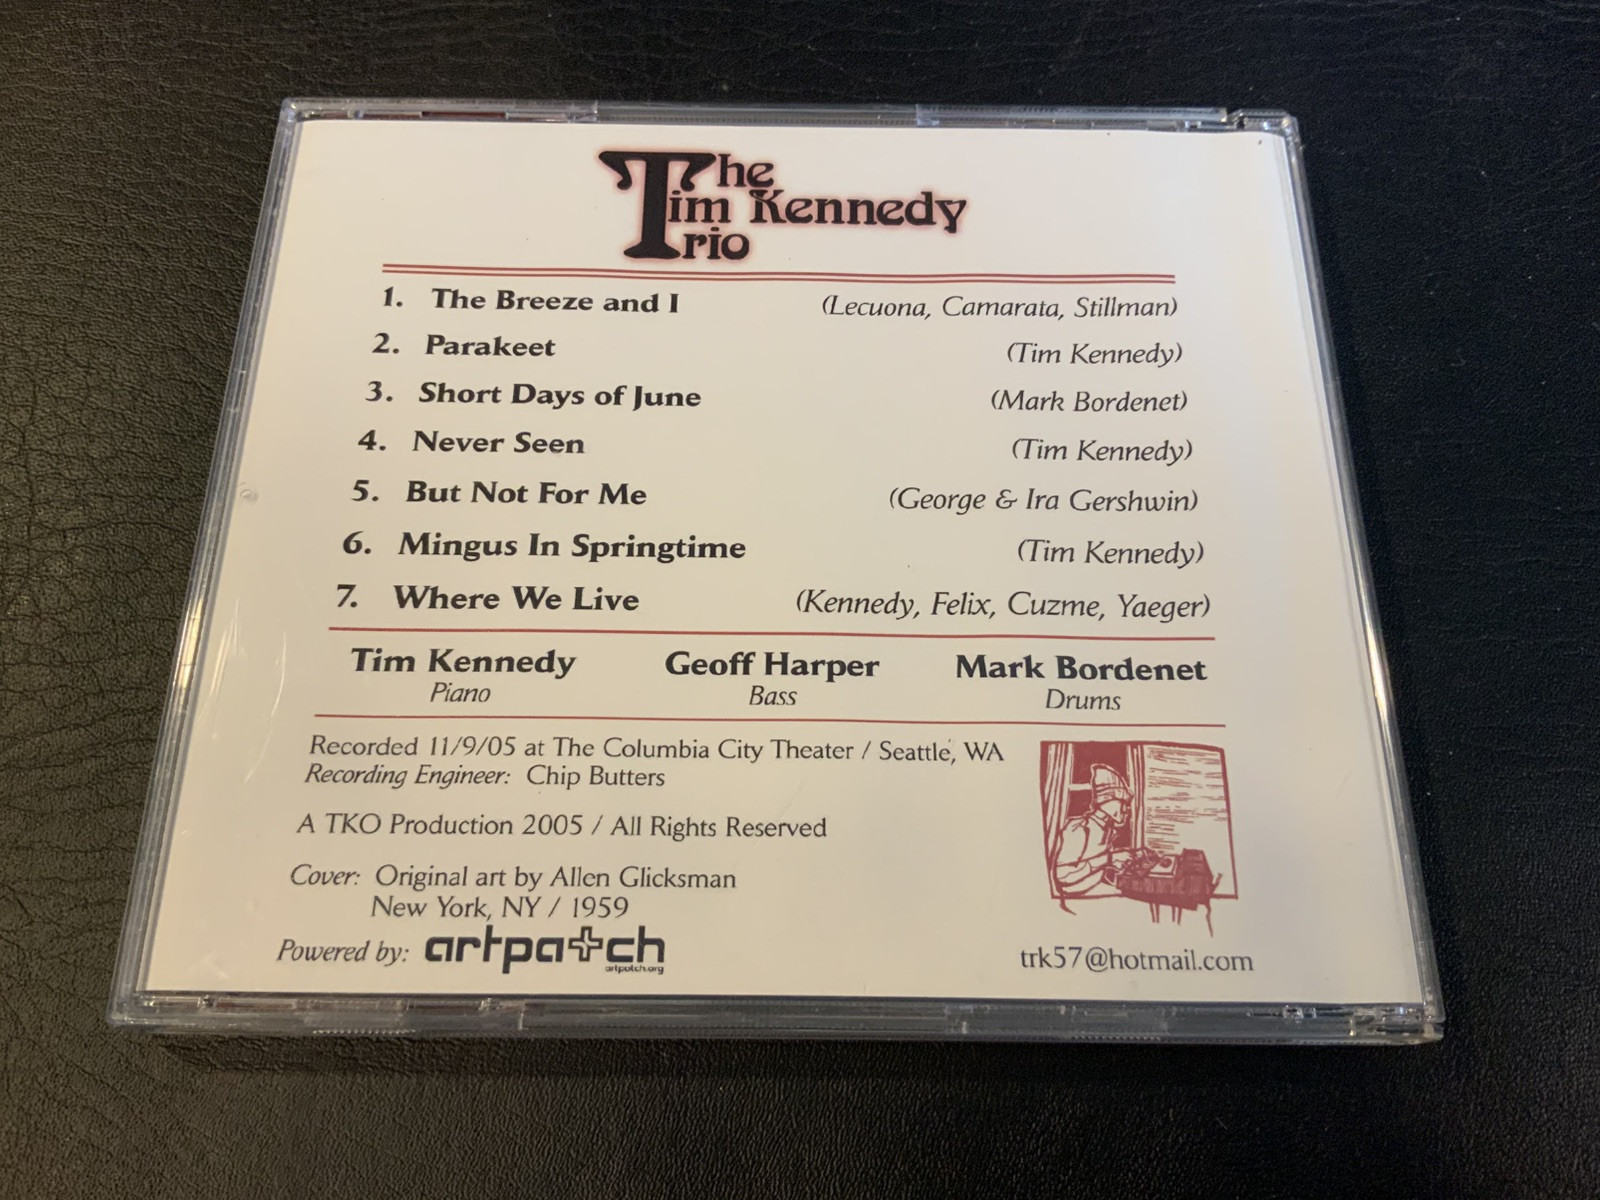 The
Tim Kennedy
Trio
1. The Breeze and I (Lecuona, Camarata, Stillman)
2. Parakeet (Tim Kennedy)
3. Short Days of June (Mark Bordenet)
4. Never Seen (Tim Kennedy)
5. But Not For Me (George & Ira Gershwin)
6. Mingus In Springtime (Tim Kennedy)
7. Where We Live (Kennedy, Felix, Cuzme, Yaeger)
Tim Kennedy Geoff Harper Mark Bordenet
Piano Bass Drums
Recorded 11/9/05 at The Columbia City Theater / Seattle, WA
Recording Engineer: Chip Butters
A TKO Production 2005 / All Rights Reserved
Cover: Original art by Allen Glicksman
New York, NY / 1959
Powered by: artpatch
artpatch.org
trk57@hotmail.com